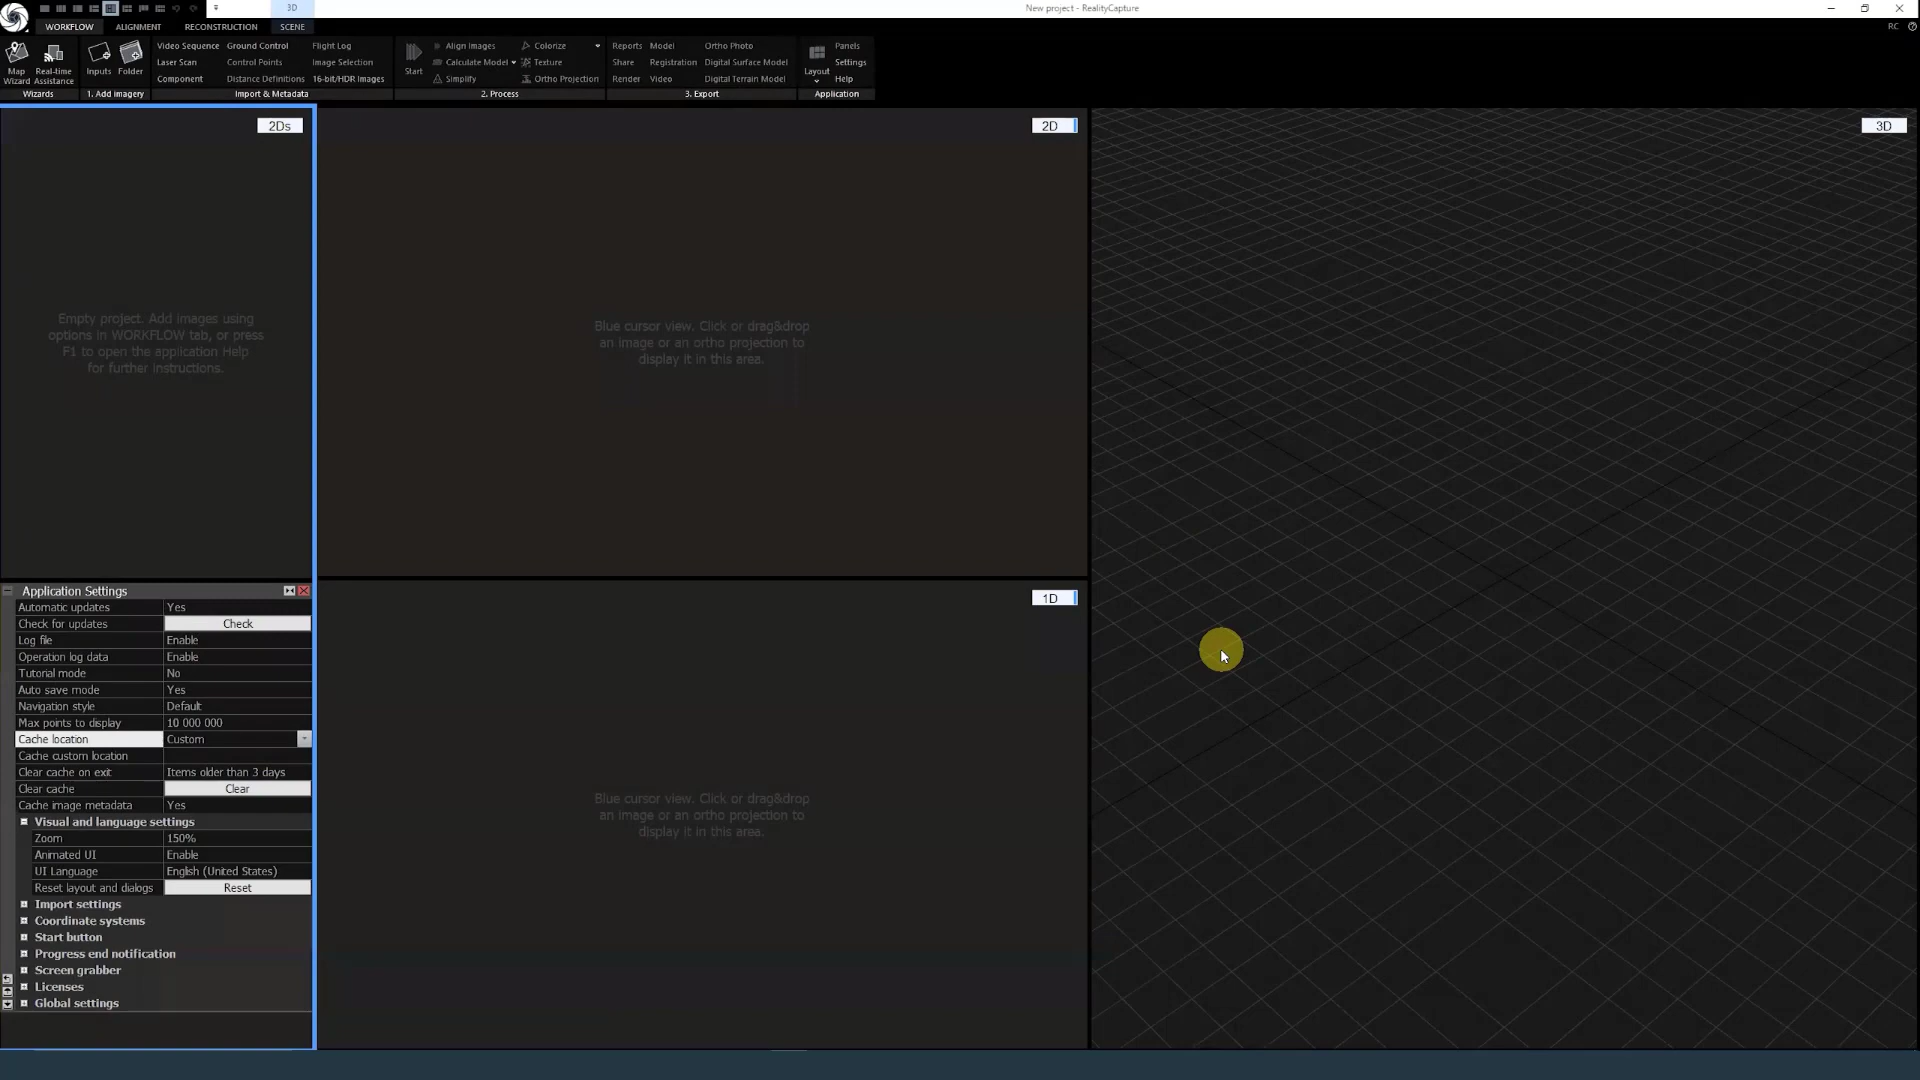 3D
New project - RealityCapture
WORKFLOW ALIGNMENT RECONSTRUCTION SCENE
RC
Map Wizard
Real-time Assistance
Wizards
Inputs
Folder
1. Add imagery
Video Sequence Ground Control Flight Log
Laser Scan Control Points Image Selection
Component Distance Definitions 16-bit/HDR Images
Import & Metadata
Start
Align Images Colorize
Calculate Model Texture
Simplify Ortho Projection
2. Process
Reports Model Ortho Photo
Share Registration Digital Surface Model
Render Video Digital Terrain Model
3. Export
Layout
Panels
Settings
Help
Application
2Ds
Empty project. Add images using
options in WORKFLOW tab, or press
F1 to open the application Help
for further instructions.
2D
Blue cursor view. Click or drag&drop
an image or an ortho projection to
display it in this area.
3D
1D
Blue cursor view. Click or drag&drop
an image or an ortho projection to
display it in this area.
Application Settings
Automatic updates Yes
Check for updates Check
Log file Enable
Operation log data Enable
Tutorial mode No
Auto save mode Yes
Navigation style Default
Max points to display 10 000 000
Cache location Custom
Cache custom location
Clear cache on exit Items older than 3 days
Clear cache Clear
Cache image metadata Yes
Visual and language settings
Zoom 150%
Animated UI Enable
UI Language English (United States)
Reset layout and dialogs Reset
Import settings
Coordinate systems
Start button
Progress end notification
Screen grabber
Licenses
Global settings